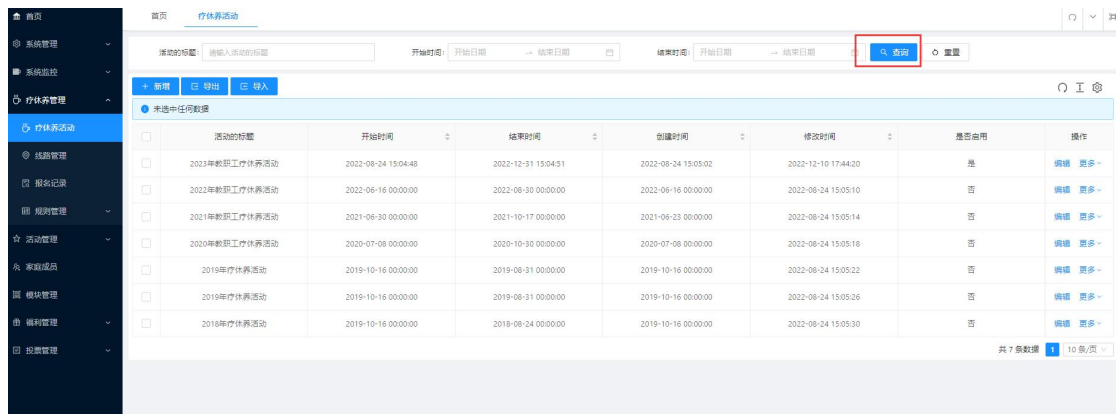 首页
系统管理
系统监控
疗休养管理
疗休养活动
线路管理
报名记录
规则管理
活动管理
家庭成员
模块管理
福利管理
投票管理
首页 疗休养活动
活动的标题: 请输入活动的标题 开始时间: 开始日期 → 结束日期 结束时间: 开始日期 → 结束日期 查询 重置
+ 新增 导出 导入
未选中任何数据
活动的标题 开始时间 结束时间 创建时间 修改时间 是否启用 操作
2023年教职工疗休养活动 2022-08-24 15:04:48 2022-12-31 15:04:51 2022-08-24 15:05:02 2022-12-10 17:44:20 是 编辑 更多
2022年教职工疗休养活动 2022-06-16 00:00:00 2022-08-30 00:00:00 2022-06-16 00:00:00 2022-08-24 15:05:10 否 编辑 更多
2021年教职工疗休养活动 2021-06-30 00:00:00 2021-10-17 00:00:00 2021-06-23 00:00:00 2022-08-24 15:05:14 否 编辑 更多
2020年教职工疗休养活动 2020-07-08 00:00:00 2020-10-30 00:00:00 2020-07-08 00:00:00 2022-08-24 15:05:18 否 编辑 更多
2019年疗休养活动 2019-10-16 00:00:00 2019-08-31 00:00:00 2019-10-16 00:00:00 2022-08-24 15:05:22 否 编辑 更多
2019年疗休养活动 2019-10-16 00:00:00 2019-08-31 00:00:00 2019-10-16 00:00:00 2022-08-24 15:05:26 否 编辑 更多
2018年疗休养活动 2019-10-16 00:00:00 2018-08-24 00:00:00 2019-10-16 00:00:00 2022-08-24 15:05:30 否 编辑 更多
共 7 条数据 1 10 条/页